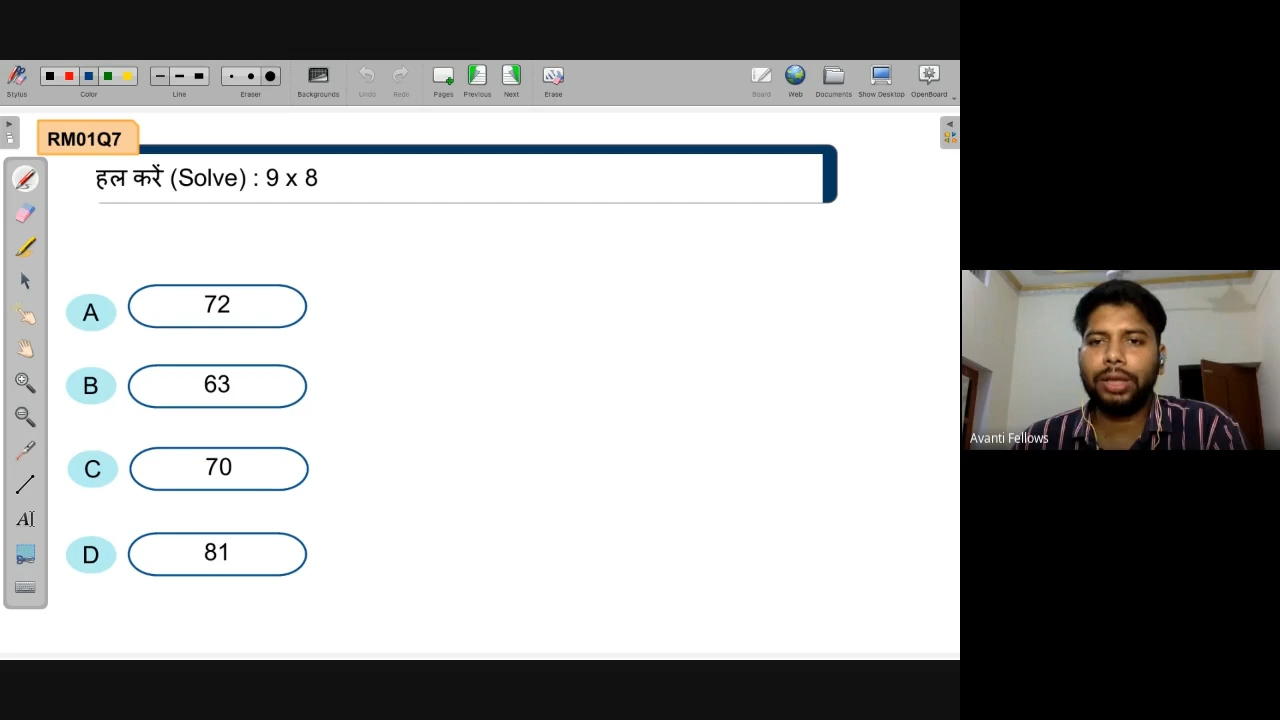 Stylus
Color
Line
Eraser
Backgrounds
Undo
Redo
Pages
Previous
Next
Erase
Board
Web
Documents
Show Desktop
OpenBoard
RM01Q7
हल करें (Solve) : 9 x 8
A 72
B 63
C 70
D 81
AI
Avanti Fellows